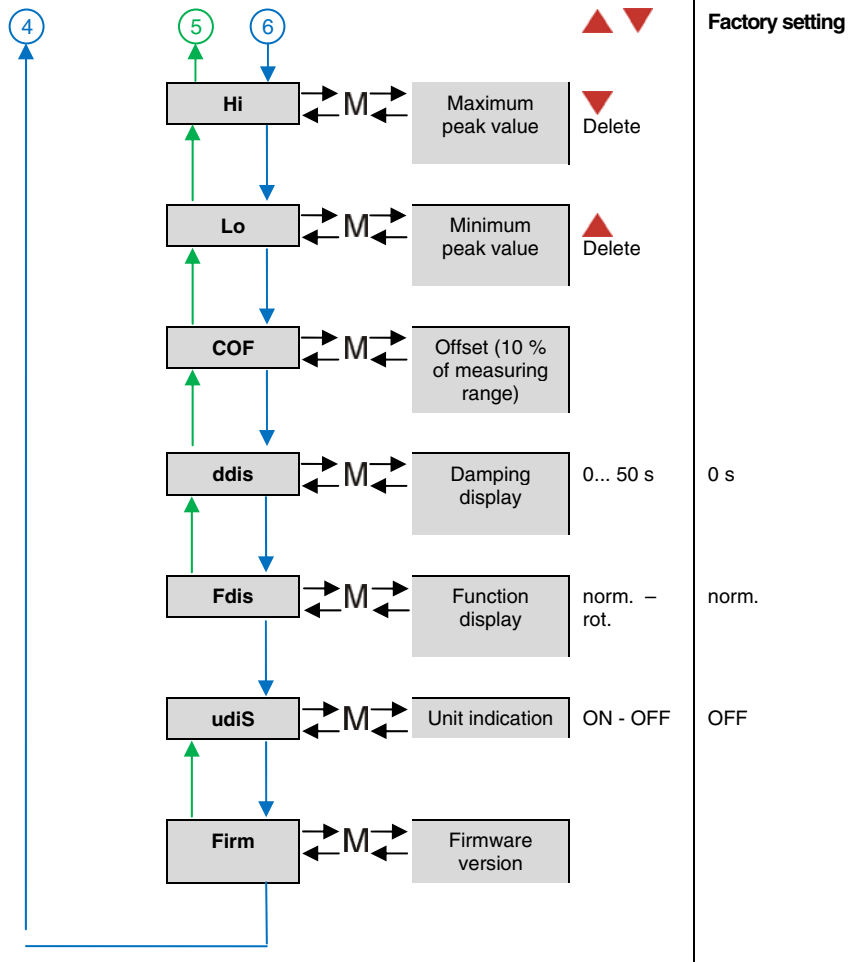 4 5 6 Factory setting
Hi M Maximum
peak value
Delete
Lo M Minimum
peak value
Delete
COF M Offset (10 %
of measuring
range)
ddis M Damping
display 0... 50 s 0 s
Fdis M Function
display norm. –
rot. norm.
udiS M Unit indication ON - OFF OFF
Firm M Firmware
version